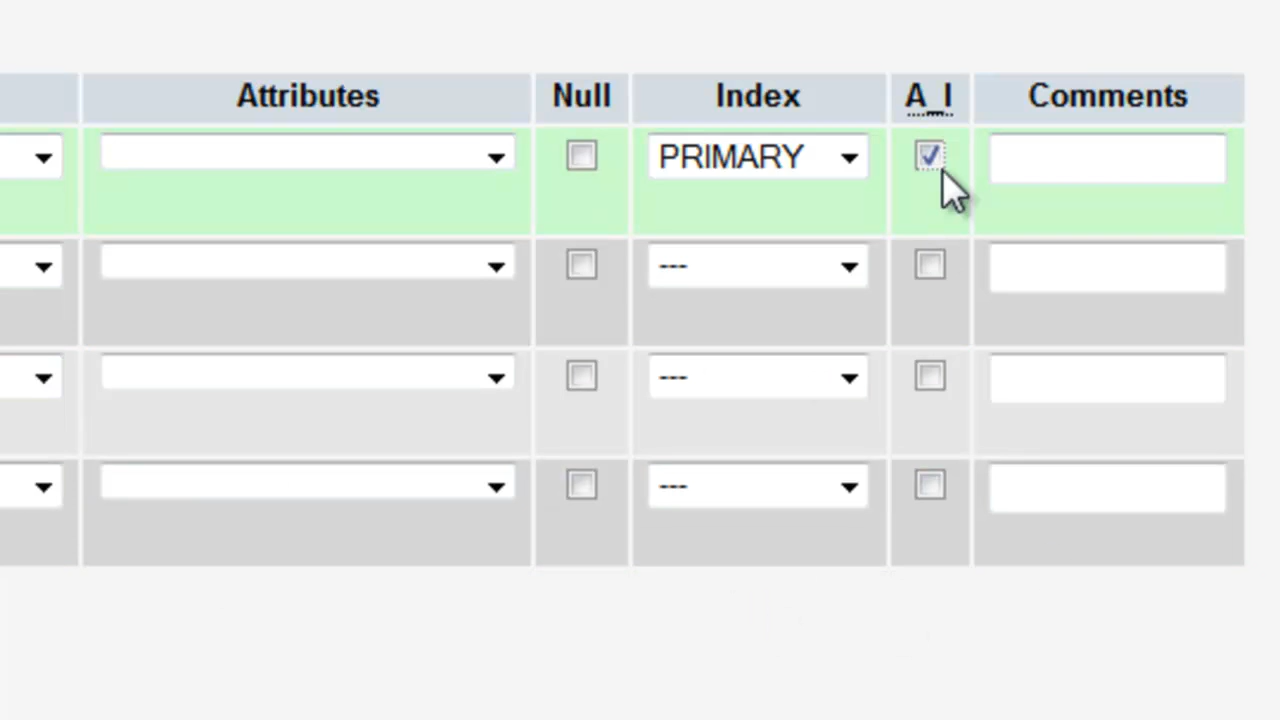 Attributes Null Index A_I Comments
PRIMARY
---
---
---